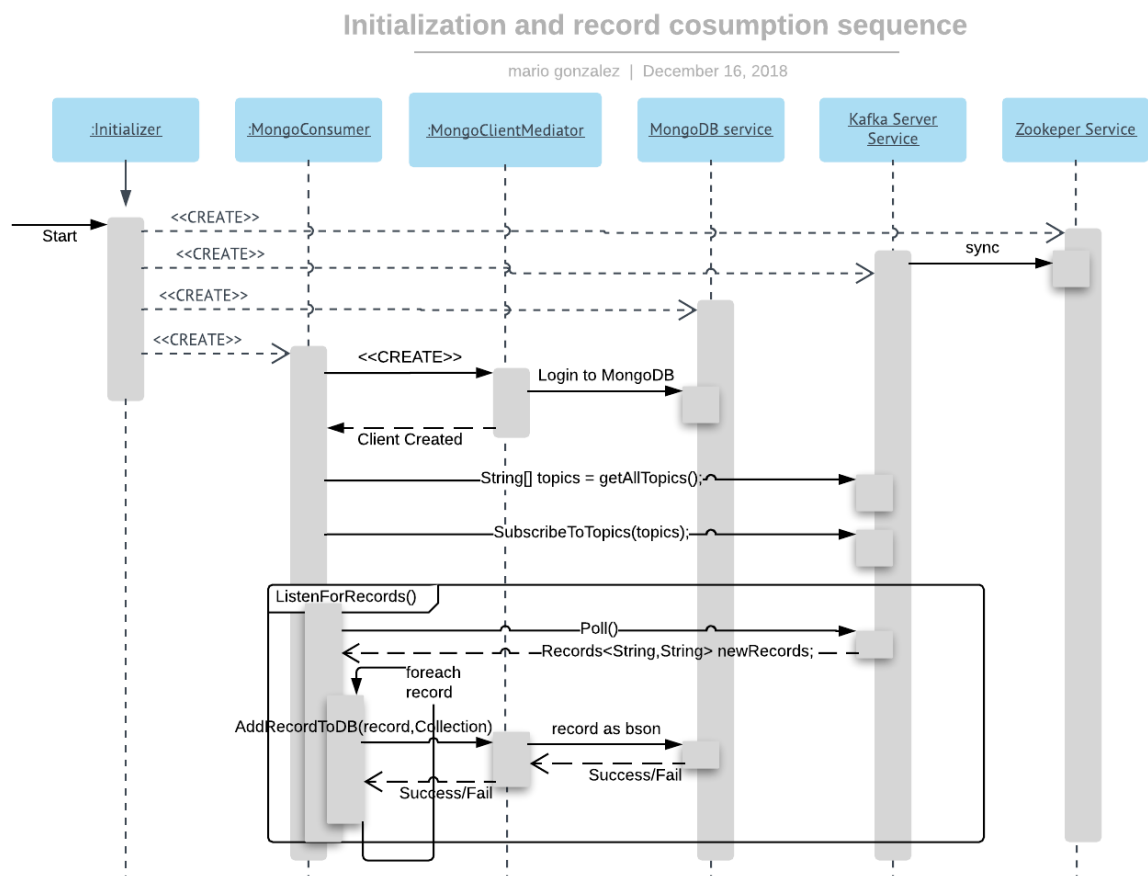 Initialization and record cosumption sequence
mario gonzalez | December 16, 2018
:Initializer
:MongoConsumer
:MongoClientMediator
MongoDB service
Kafka Server
Service
Zookeper Service
Start
<<CREATE>>
<<CREATE>>
sync
<<CREATE>>
<<CREATE>>
<<CREATE>>
Login to MongoDB
Client Created
String[] topics = getAllTopics();
SubscribeToTopics(topics);
ListenForRecords()
Poll()
Records<String,String> newRecords;
foreach
record
AddRecordToDB(record,Collection)
record as bson
Success/Fail
Success/Fail